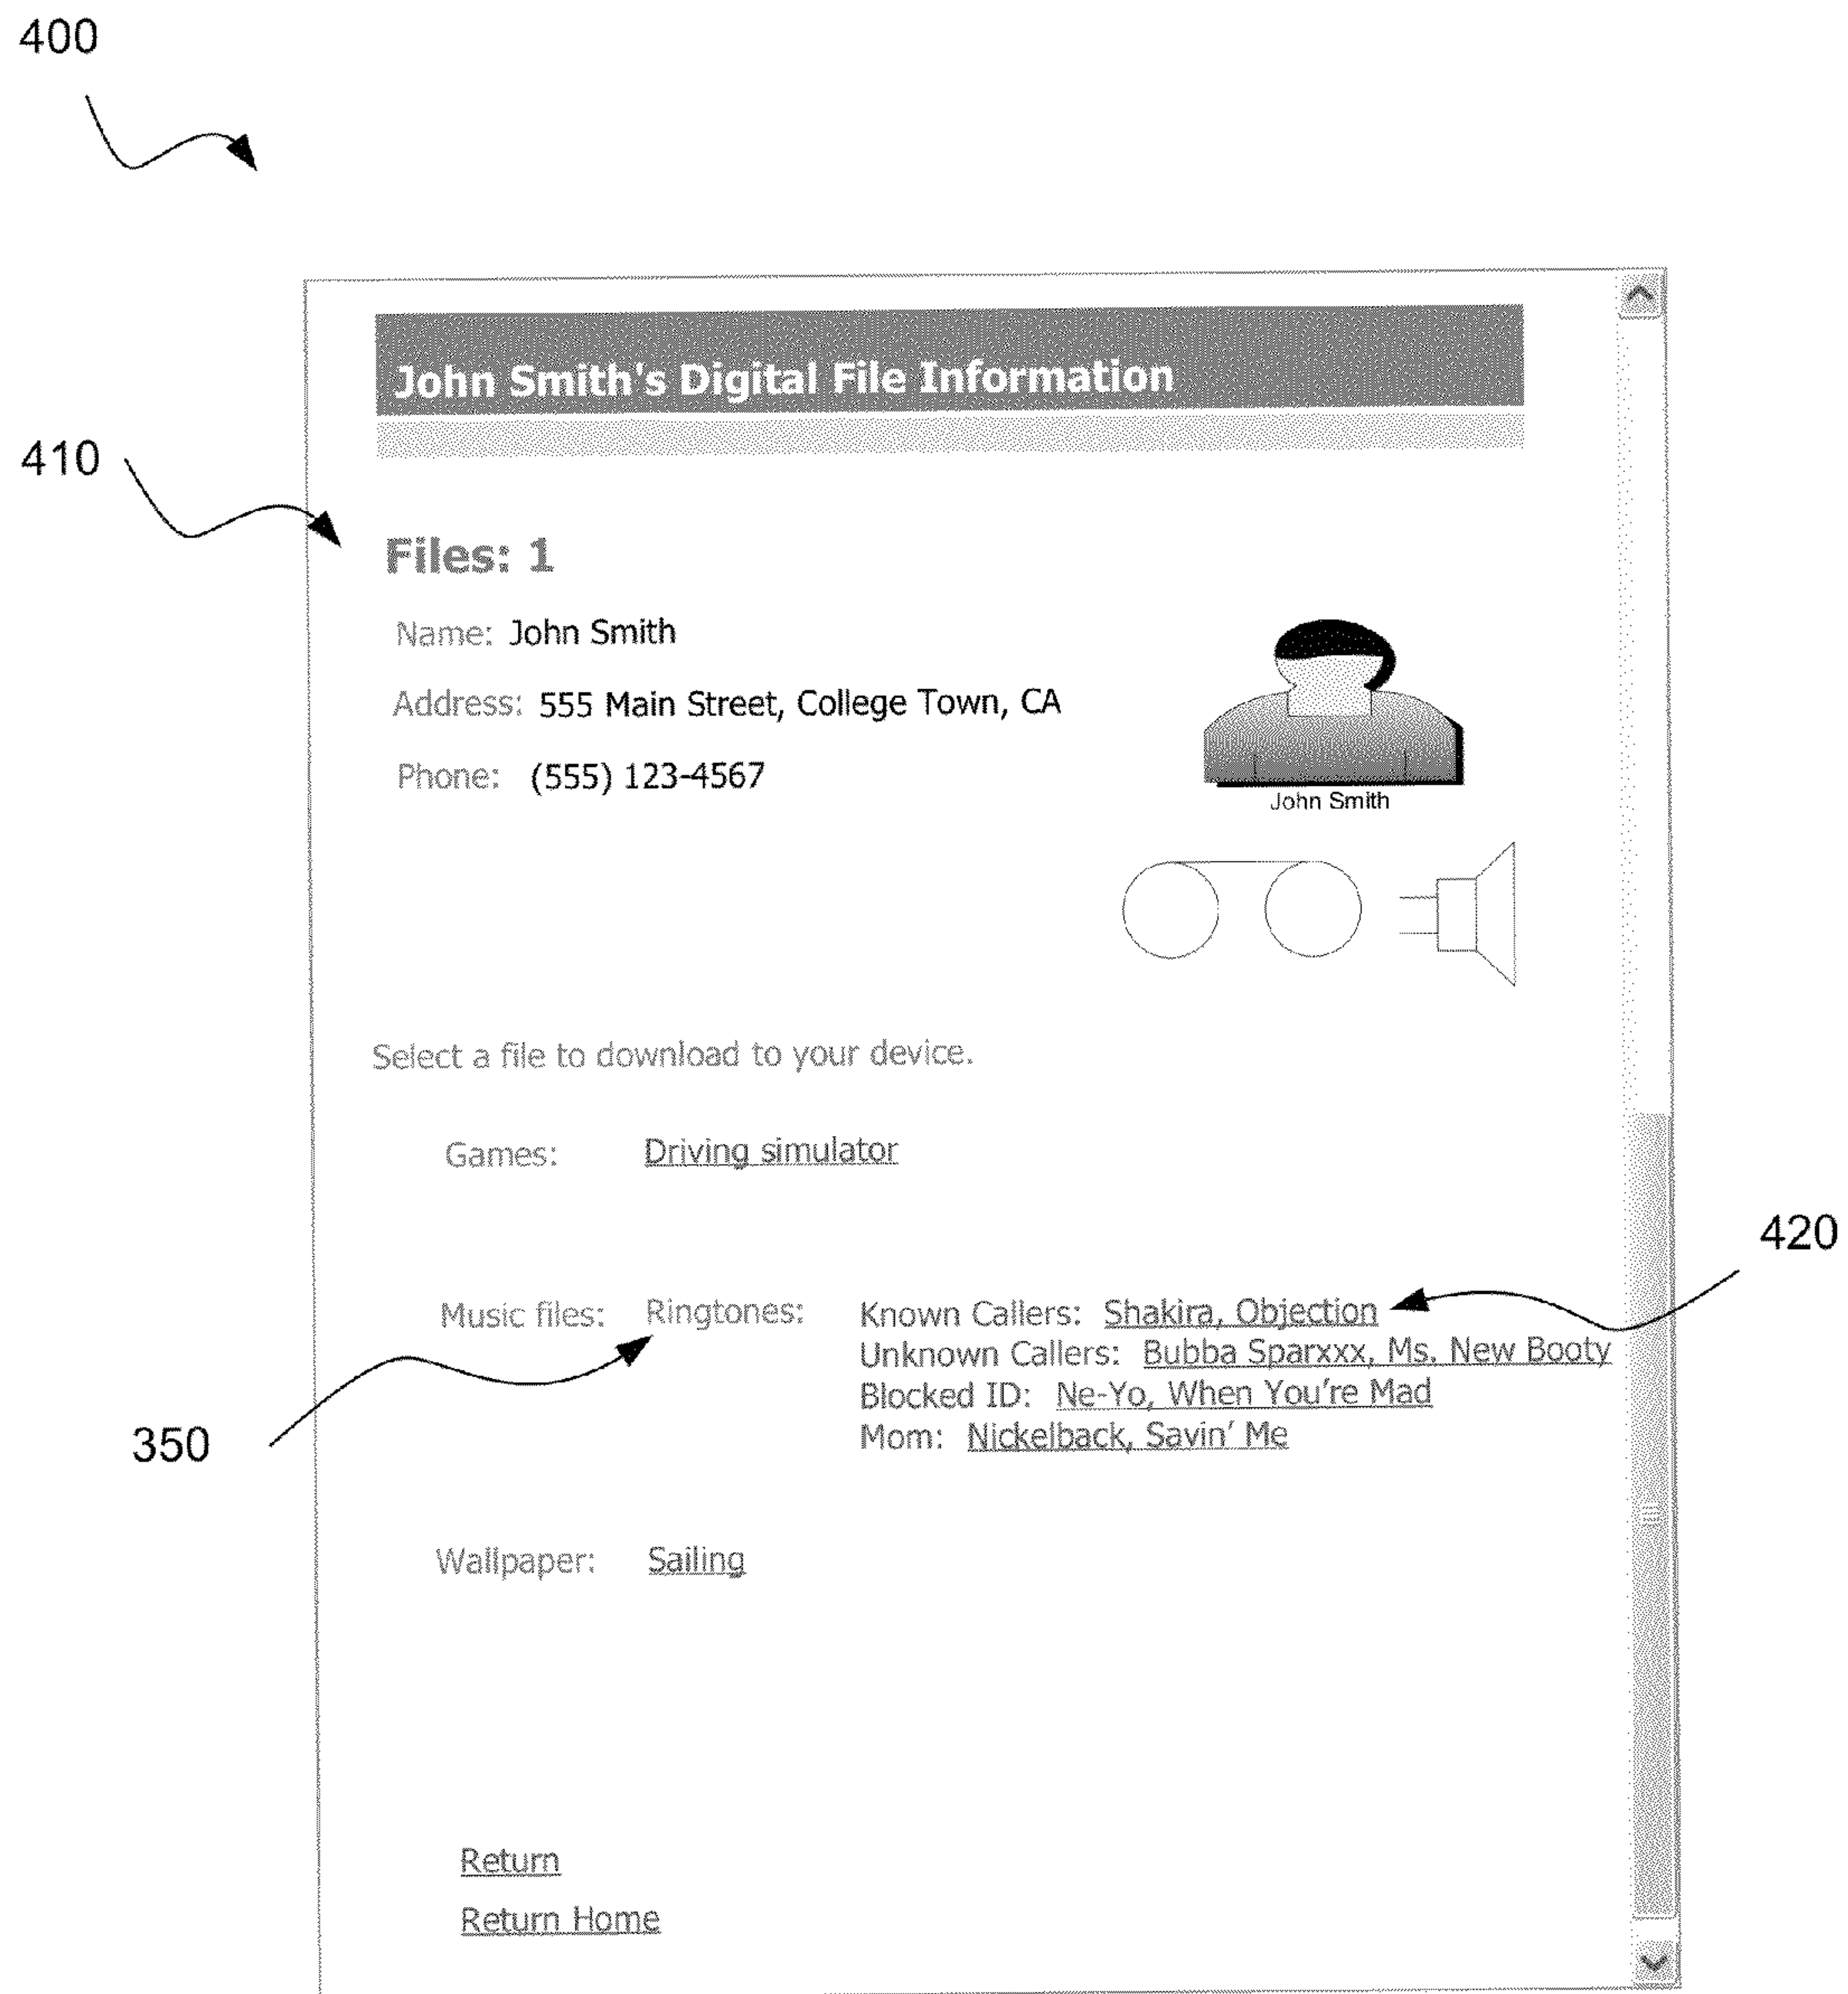 400
John Smith's Digital File Information
410
Files: 1
Name: John Smith
Address: 555 Main Street, College Town, CA
Phone: (555) 123-4567
John Smith
Select a file to download to your device.
Games: Driving simulator
420
Music files: Ringtones: Known Callers: Shakira, Objection
Unknown Callers: Bubba Sparxxx, Ms. New Booty
Blocked ID: Ne-Yo, When You're Mad
Mom: Nickelback, Savin' Me
350
Wallpaper: Sailing
Return
Return Home